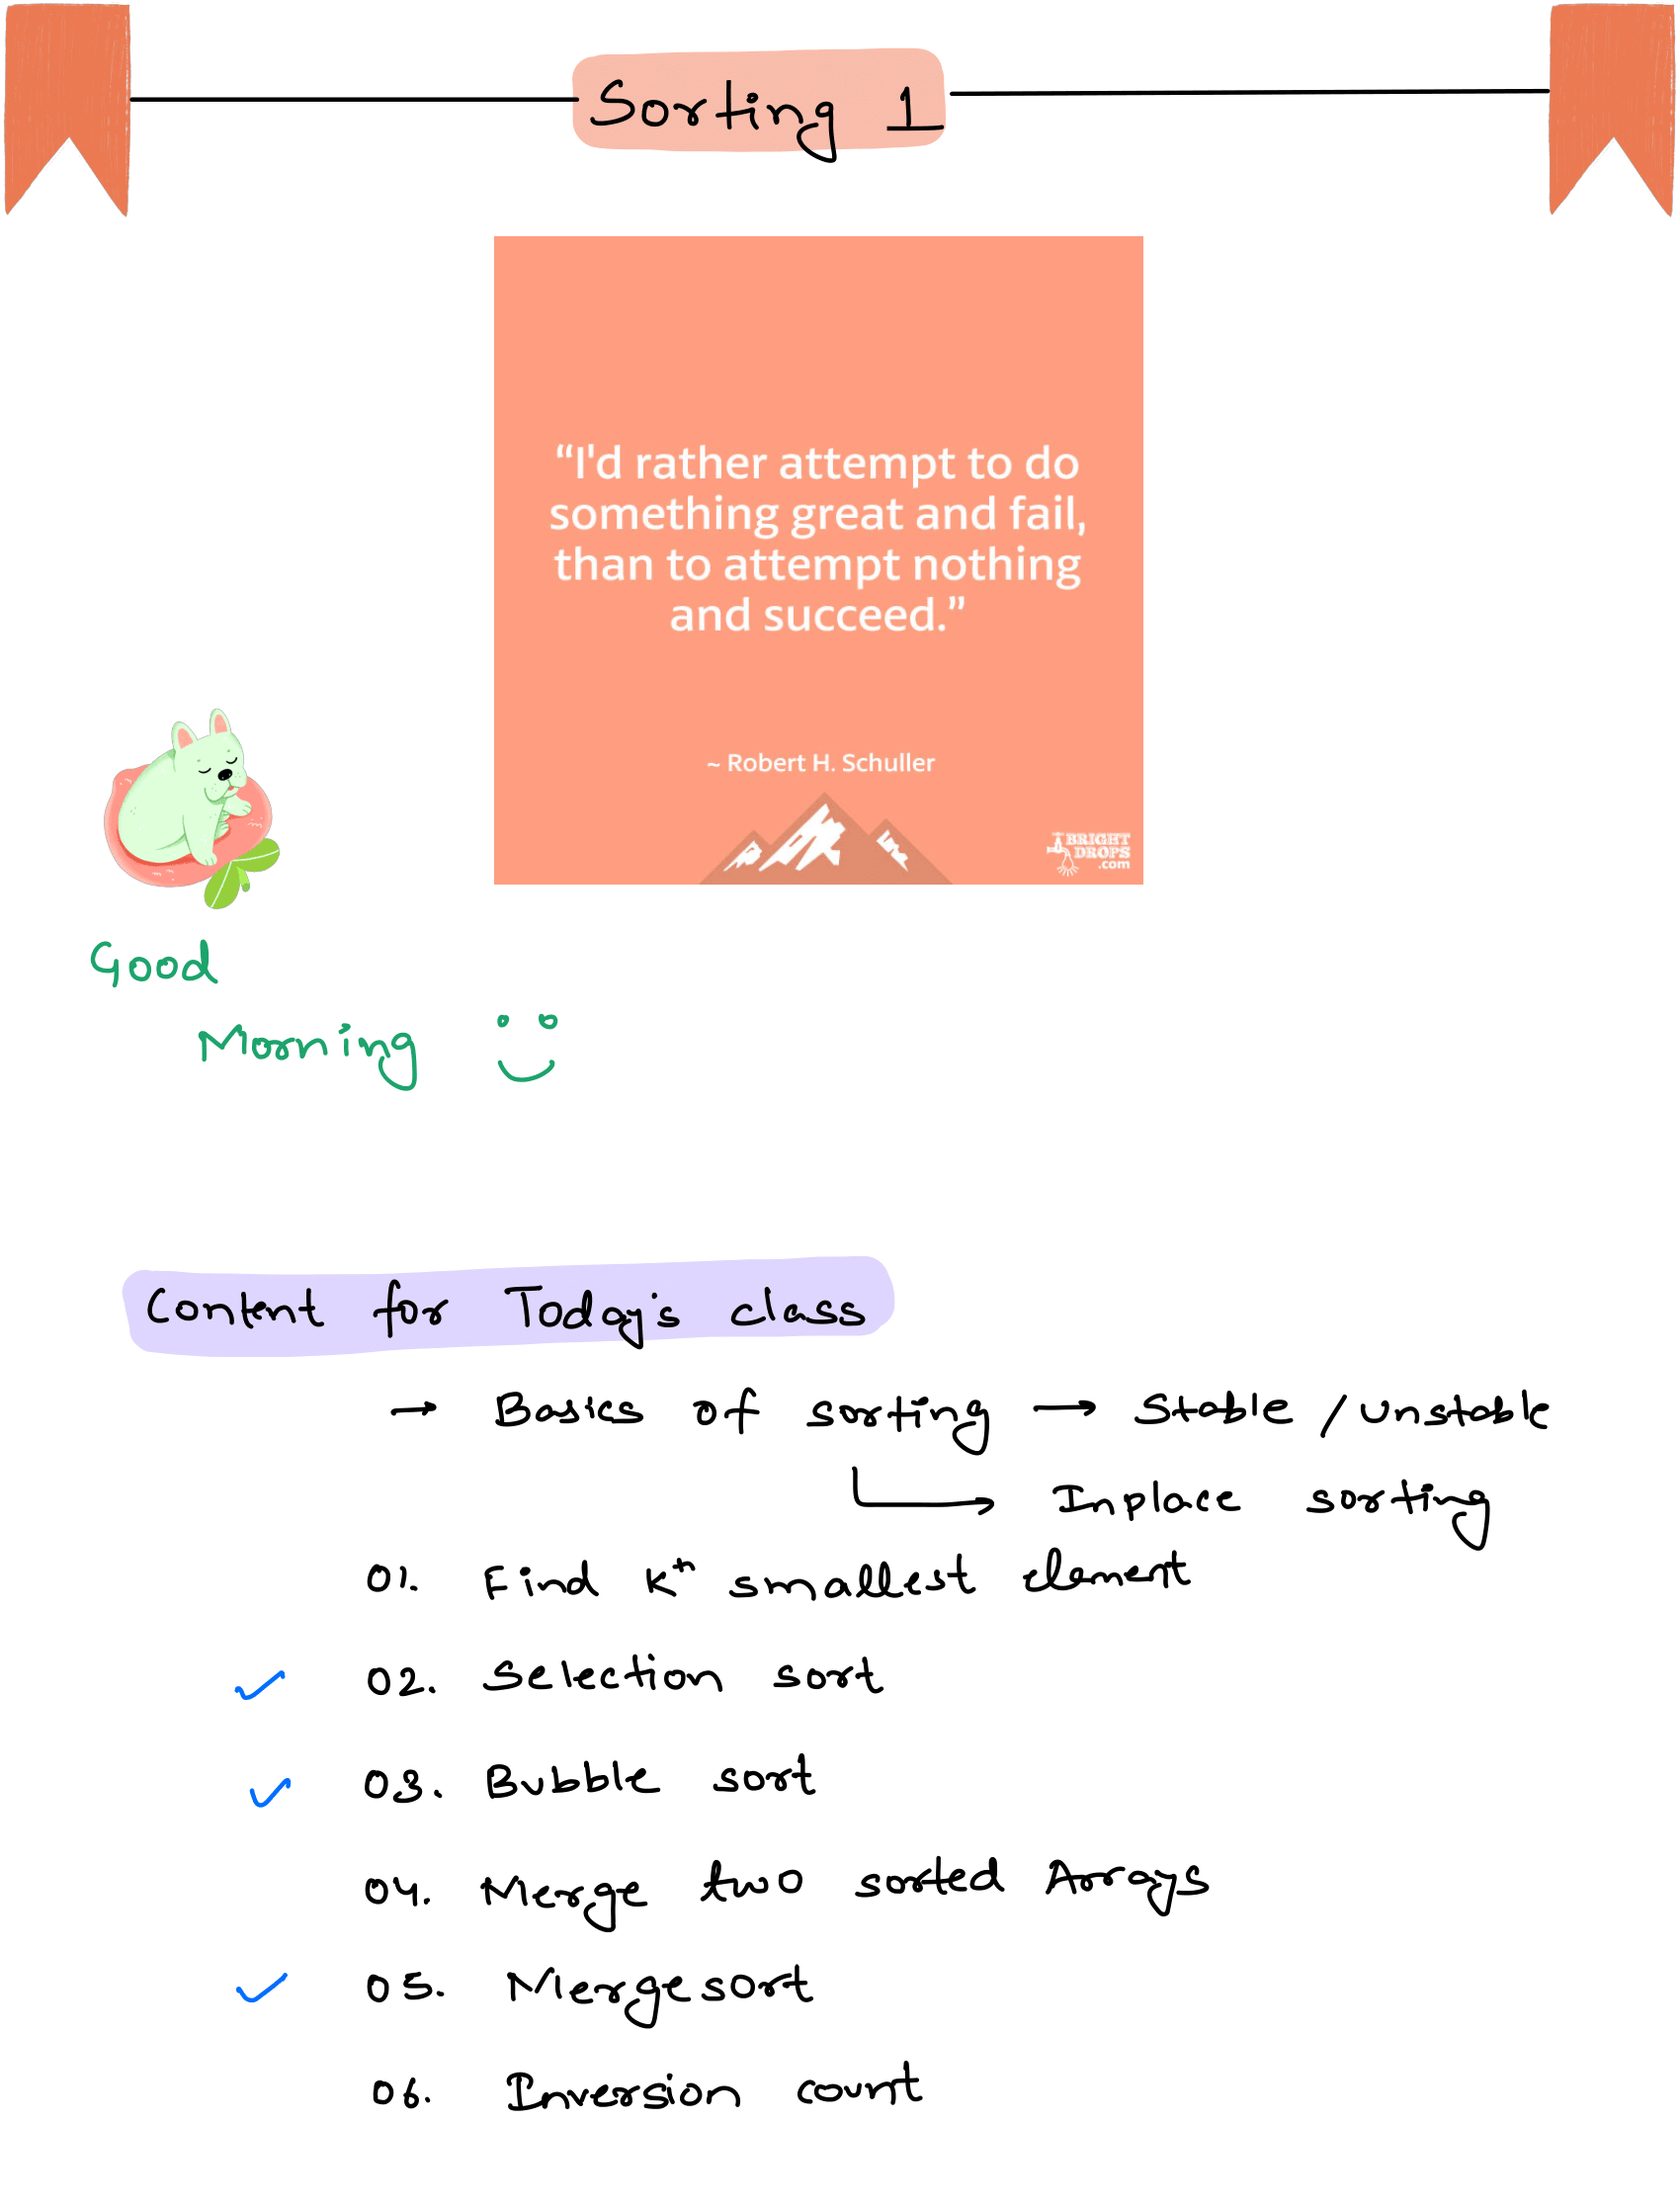 Sorting 1
“I'd rather attempt to do
something great and fail,
than to attempt nothing
and succeed.”
~ Robert H. Schuller
BRIGHT
DROPS
.com
Good
Morning
Content for Today's class
→ Basics of sorting → Stable / Unstable
→ Inplace sorting
01. Find Kth smallest element
02. Selection sort
03. Bubble sort
04. Merge two sorted Arrays
05. Mergesort
06. Inversion count